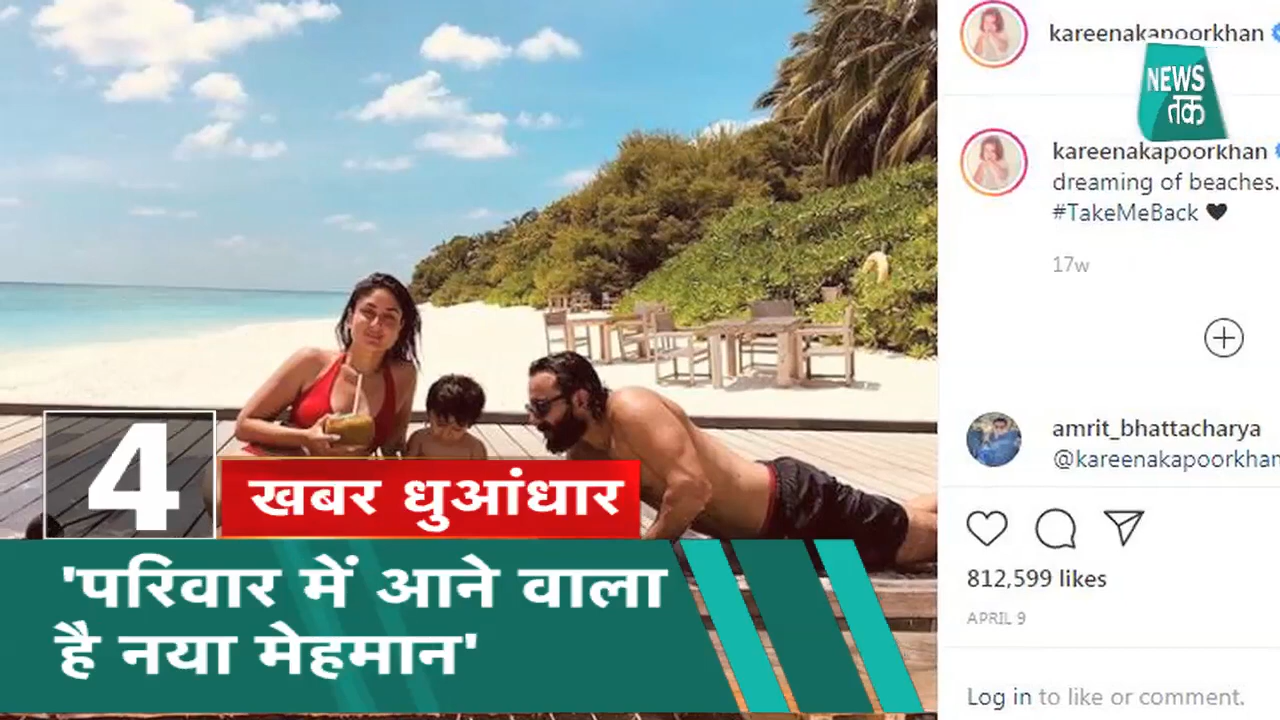 kareenakapoorkhan
NEWS
तक
kareenakapoorkhan
dreaming of beaches.
#TakeMeBack 🖤
17w
amrit_bhattacharya
@kareenakapoorkhan
812,599 likes
APRIL 9
Log in to like or comment.
4
खबर धुआंधार
'परिवार में आने वाला
है नया मेहमान'